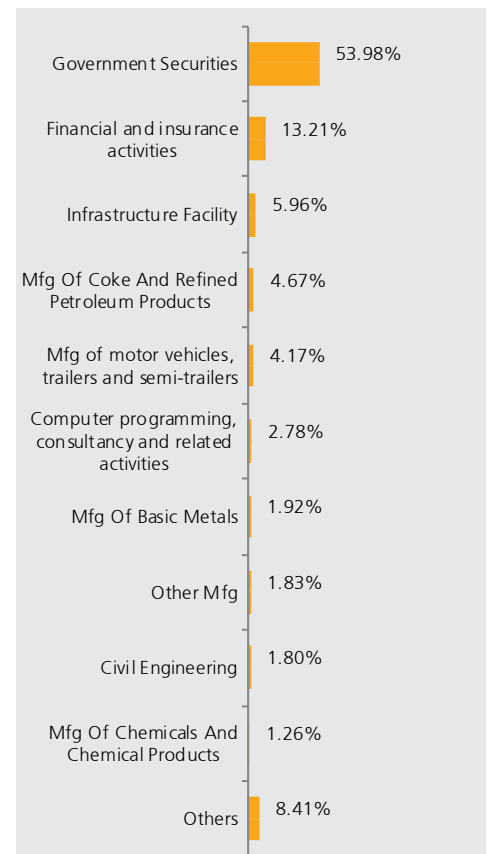 Government Securities
53.98%
Financial and insurance
activities
13.21%
Infrastructure Facility
5.96%
Mfg Of Coke And Refined
Petroleum Products
4.67%
Mfg of motor vehicles,
trailers and semi-trailers
4.17%
Computer programming,
consultancy and related
activities
2.78%
Mfg Of Basic Metals
1.92%
Other Mfg
1.83%
Civil Engineering
1.80%
Mfg Of Chemicals And
Chemical Products
1.26%
Others
8.41%